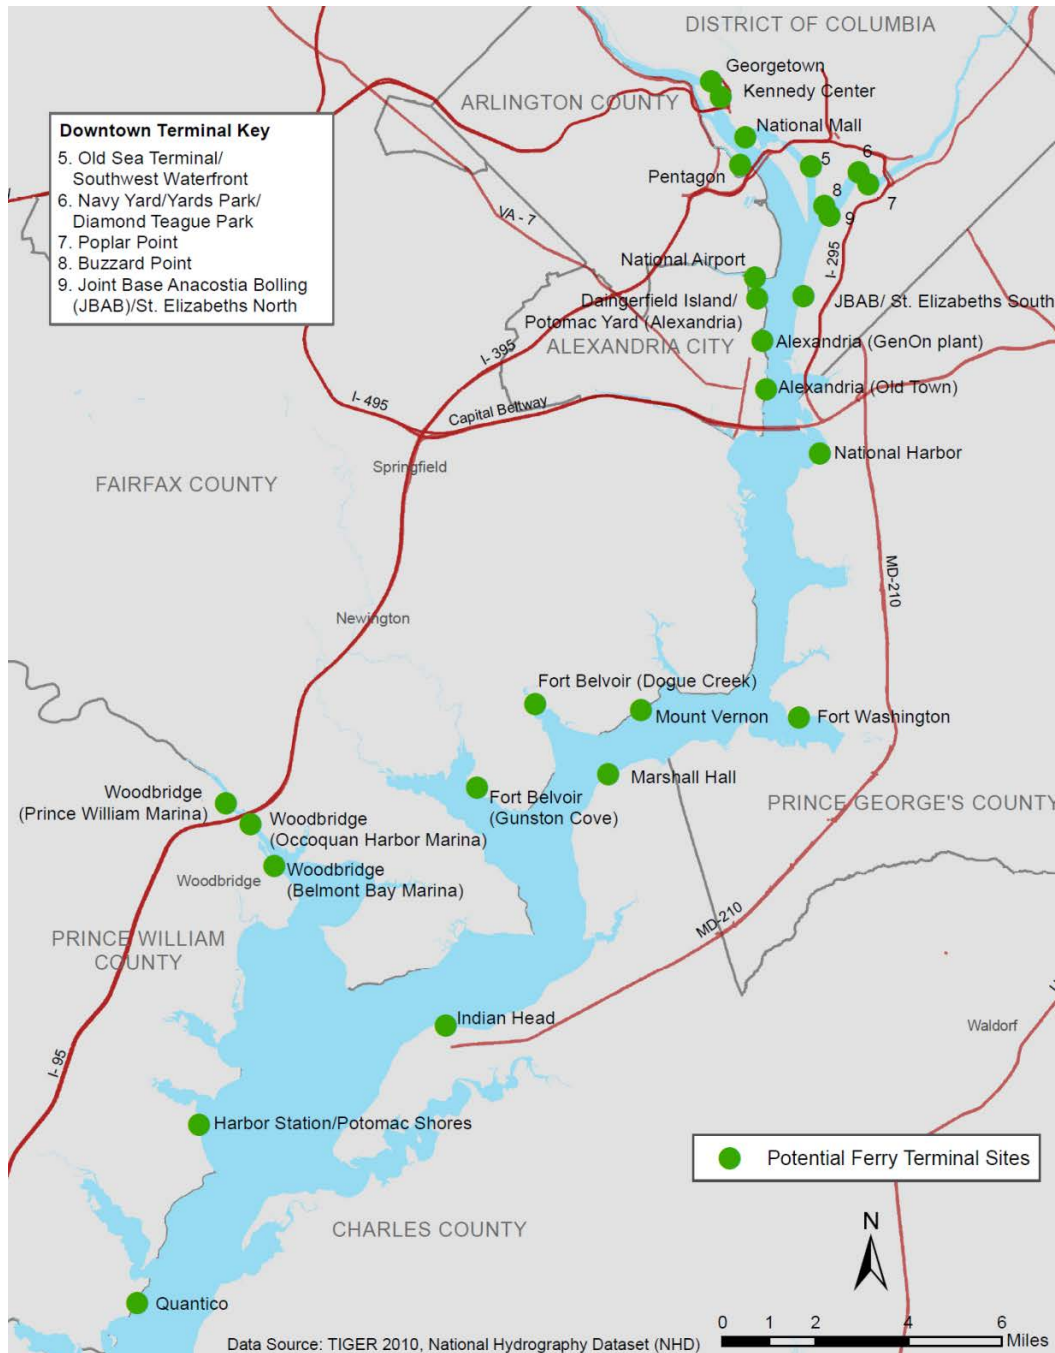 DISTRICT OF COLUMBIA
Georgetown
Kennedy Center
ARLINGTON COUNTY
National Mall
Downtown Terminal Key
5. Old Sea Terminal/
Southwest Waterfront
6. Navy Yard/Yards Park/
Diamond Teague Park
7. Poplar Point
8. Buzzard Point
9. Joint Base Anacostia Bolling
(JBAB)/St. Elizabeths North
Pentagon
5
6
7
8
9
VA - 7
I- 295
National Airport
Daingerfield Island/
Potomac Yard (Alexandria)
JBAB/ St. Elizabeths South
Alexandria (GenOn plant)
ALEXANDRIA CITY
I- 395
Alexandria (Old Town)
I- 495
Capital Beltway
National Harbor
Springfield
FAIRFAX COUNTY
MD-210
Newington
Fort Belvoir (Dogue Creek)
Mount Vernon
Fort Washington
Marshall Hall
Fort Belvoir
(Gunston Cove)
PRINCE GEORGE'S COUNTY
Woodbridge
(Prince William Marina)
Woodbridge
(Occoquan Harbor Marina)
Woodbridge
Woodbridge
(Belmont Bay Marina)
MD-210
PRINCE WILLIAM
COUNTY
Indian Head
Waldorf
I- 95
Harbor Station/Potomac Shores
Potential Ferry Terminal Sites
CHARLES COUNTY
N
Quantico
0 1 2 4 6
Miles
Data Source: TIGER 2010, National Hydrography Dataset (NHD)